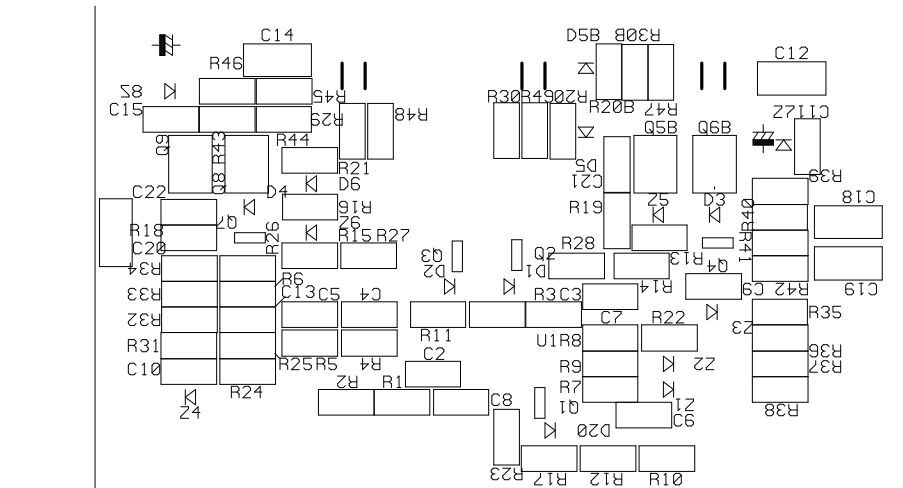 C14
D5B R30B
C12
R46
Z8
R45
C15
R29
R48
R30 R49 R20
R20B
R47
Z7 C11
Q9
R43
R44
Q5B Q6B
R21
D5
C21
R39
Q8
D4
D6
C22
R16
R19
Z5
D3
R40
C18
R18
Q7
R26
Z6
R15 R27
C20
Q3
Q2
R28
R13
R41
R34
D2
D1
Q4
R6
R14
R33
C13 C5 C4
R3 C3
C9
R42
C19
R32
C7
R22
Z3
R35
R11
R31
U1 R8
R36
C10
R25 R5 R4
C2
R9
Z2
R37
R24
R2 R1
R7
Z4
C8
Q1
Z1
R38
D20
C6
R23
R17 R12 R10